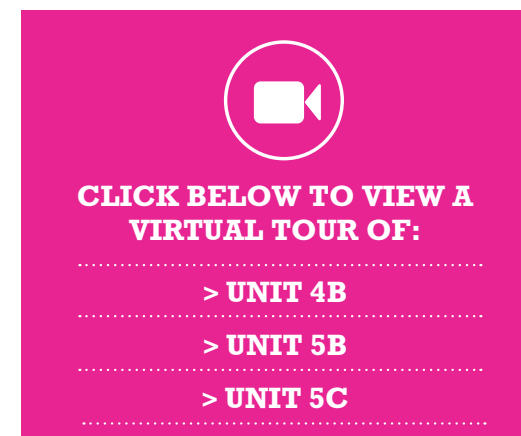 CLICK BELOW TO VIEW A
VIRTUAL TOUR OF:
> UNIT 4B
> UNIT 5B
> UNIT 5C